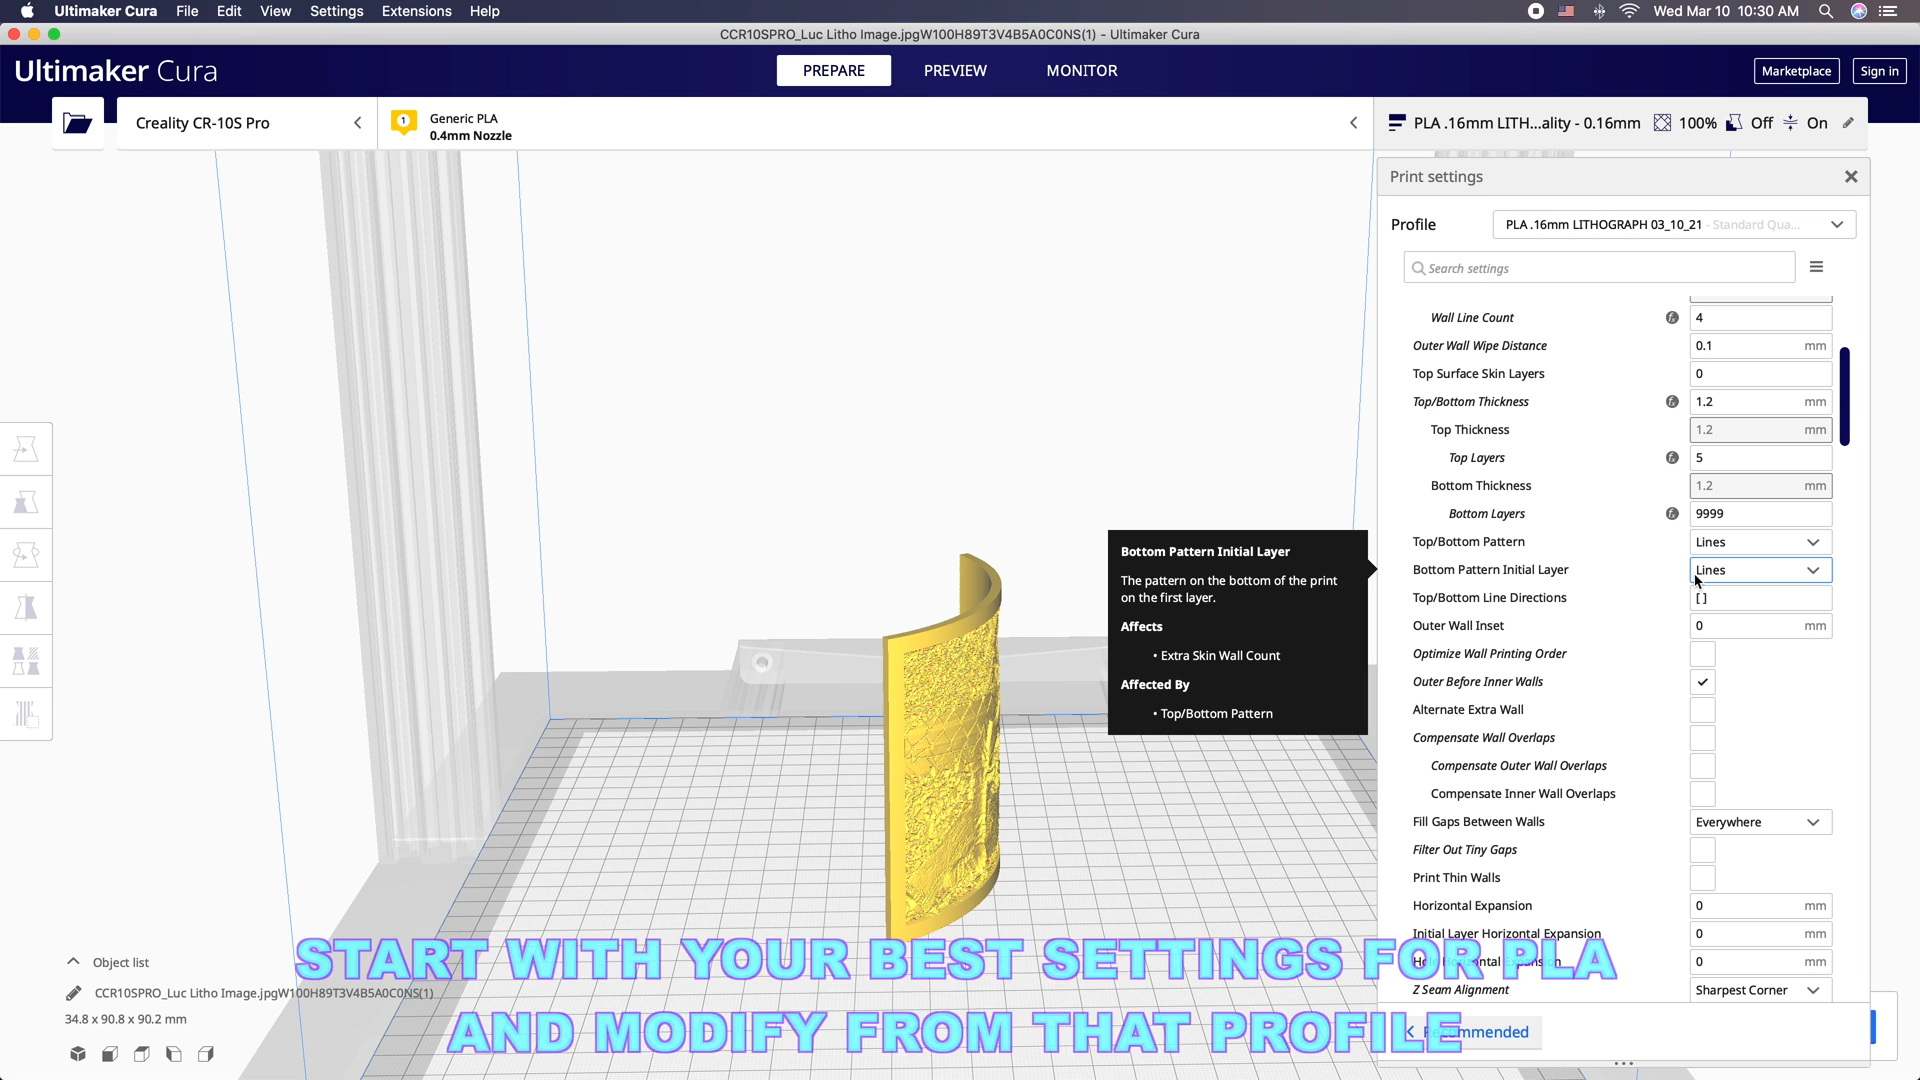 Ultimaker Cura File Edit View Settings Extensions Help
Wed Mar 10 10:30 AM
CCR10SPRO_Luc Litho Image.jpgW100H89T3V4B5A0C0NS(1) - Ultimaker Cura
Ultimaker Cura
PREPARE PREVIEW MONITOR
Marketplace Sign in
Creality CR-10S Pro
1
Generic PLA
0.4mm Nozzle
PLA .16mm LITH...ality - 0.16mm 100% Off On
Print settings
Profile PLA .16mm LITHOGRAPH 03_10_21 - Standard Qua...
Search settings
Wall Line Count 4
Outer Wall Wipe Distance 0.1 mm
Top Surface Skin Layers 0
Top/Bottom Thickness 1.2 mm
Top Thickness 1.2 mm
Top Layers 5
Bottom Thickness 1.2 mm
Bottom Layers 9999
Top/Bottom Pattern Lines
Bottom Pattern Initial Layer Lines
Top/Bottom Line Directions [ ]
Outer Wall Inset 0 mm
Optimize Wall Printing Order
Outer Before Inner Walls
Alternate Extra Wall
Compensate Wall Overlaps
Compensate Outer Wall Overlaps
Compensate Inner Wall Overlaps
Fill Gaps Between Walls Everywhere
Filter Out Tiny Gaps
Print Thin Walls
Horizontal Expansion 0 mm
Initial Layer Horizontal Expansion 0 mm
Hole Horizontal Expansion 0 mm
Z Seam Alignment Sharpest Corner
Recommended
Bottom Pattern Initial Layer
The pattern on the bottom of the print
on the first layer.
Affects
• Extra Skin Wall Count
Affected By
• Top/Bottom Pattern
Object list
CCR10SPRO_Luc Litho Image.jpgW100H89T3V4B5A0C0NS(1)
34.8 x 90.8 x 90.2 mm
START WITH YOUR BEST SETTINGS FOR PLA
AND MODIFY FROM THAT PROFILE